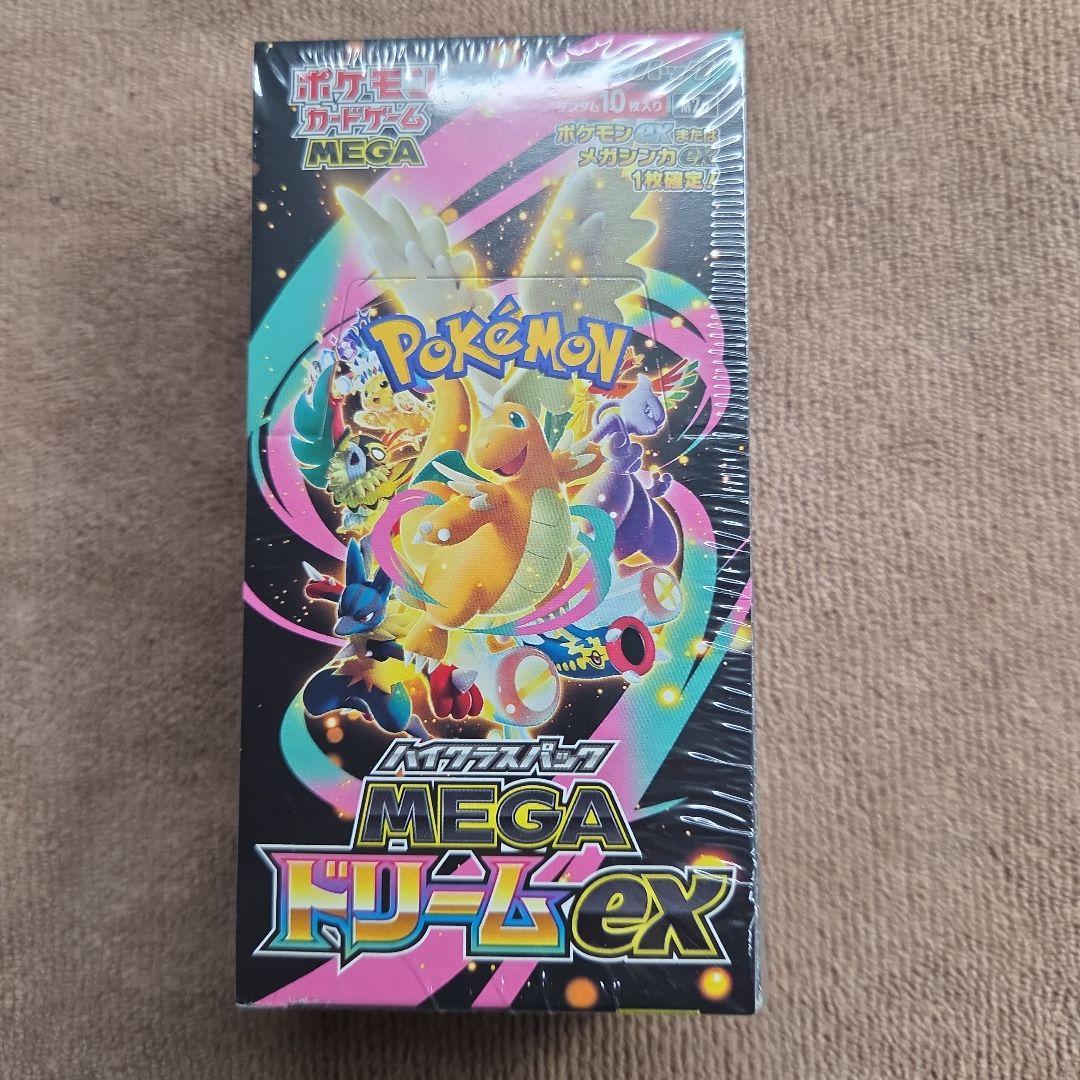 ポケモン
カードゲーム
MEGA
ランダム10枚入り
ポケモンexまたは
メガシンカex
1枚確定!
POKéMON
TM
ハイクラスパック
MEGA
ドリームex